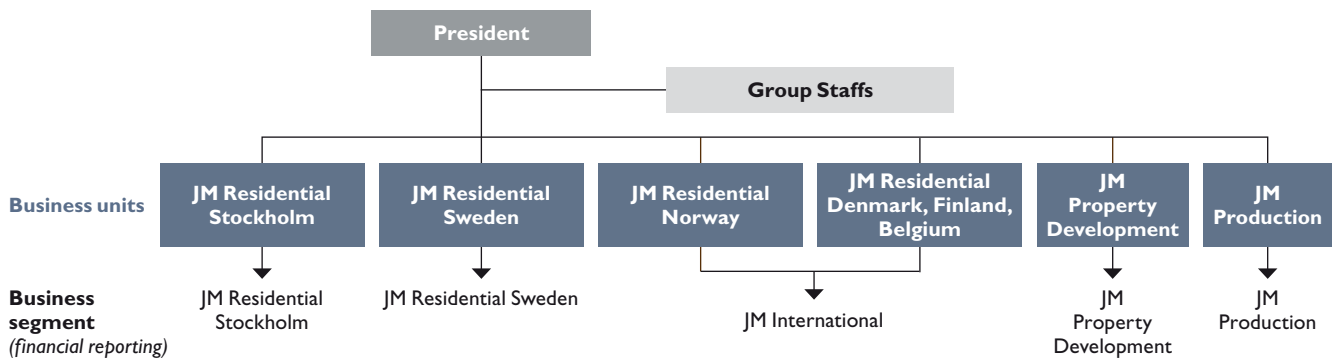 President
Group Staffs
Business units
JM Residential
Stockholm
JM Residential
Sweden
JM Residential
Norway
JM Residential
Denmark, Finland,
Belgium
JM
Property
Development
JM
Production
Business
segment
(financial reporting)
JM Residential
Stockholm
JM Residential Sweden
JM International
JM
Property
Development
JM
Production